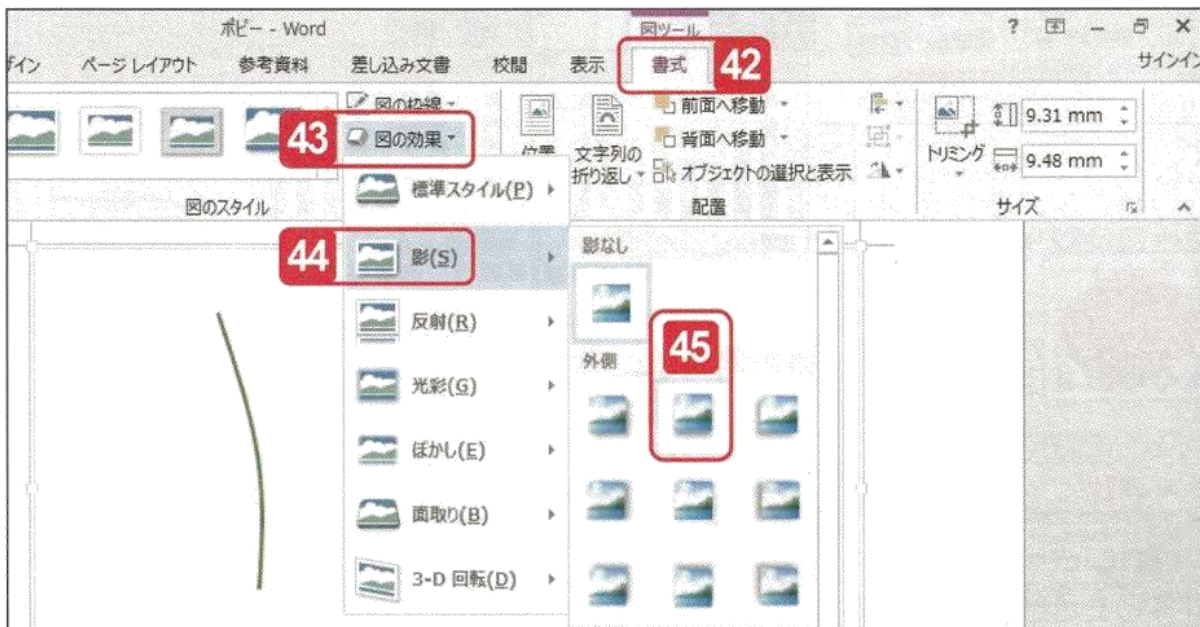 ポピー - Word
図ツール
?
ザイン ページ レイアウト 参考資料 差し込み文書 校閲 表示 書式 42
サインイン
図の枠線
43 図の効果
位置
文字列の
折り返し
前面へ移動
背面へ移動
オブジェクトの選択と表示
トリミング
9.31 mm
9.48 mm
図のスタイル
配置
サイズ
標準スタイル(P)
44 影(S)
反射(R)
光彩(G)
ぼかし(E)
面取り(B)
3-D 回転(D)
影なし
外側
45